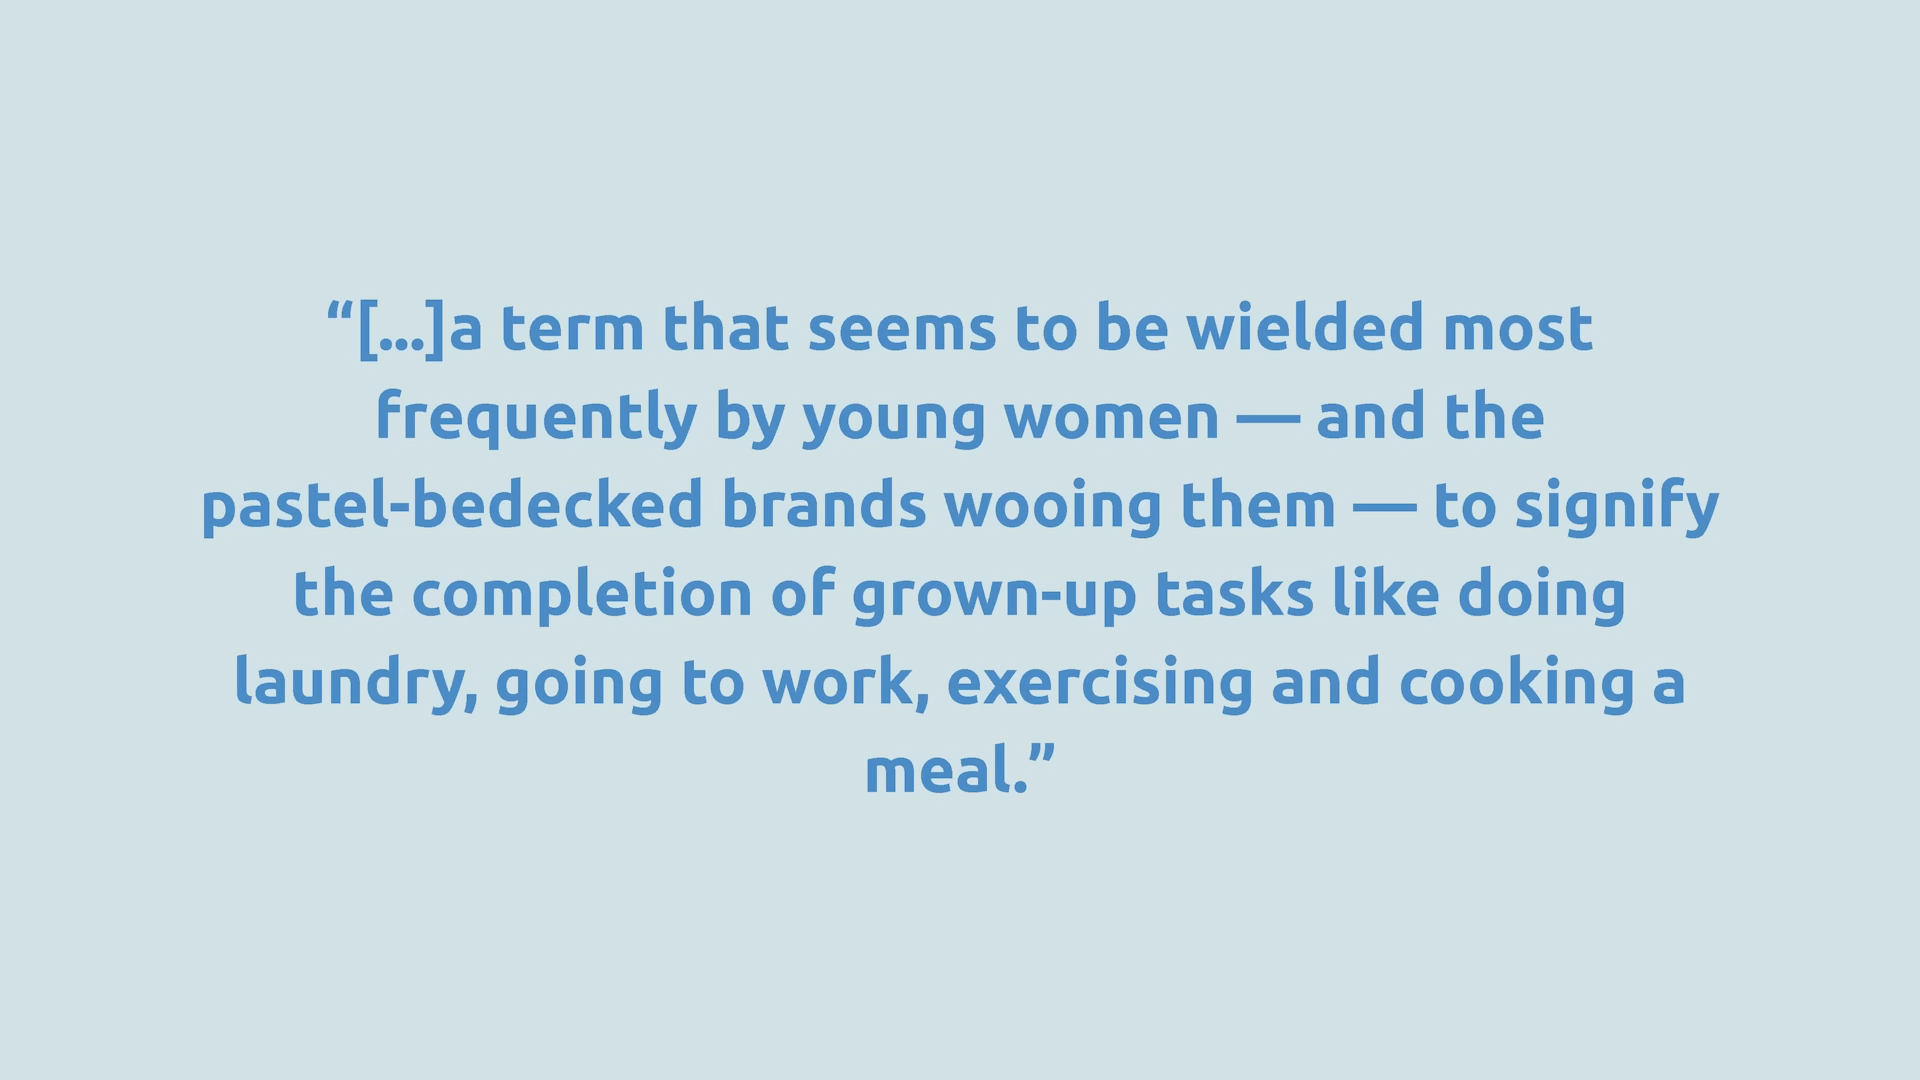 “[...]a term that seems to be wielded most
frequently by young women — and the
pastel-bedecked brands wooing them — to signify
the completion of grown-up tasks like doing
laundry, going to work, exercising and cooking a
meal.”